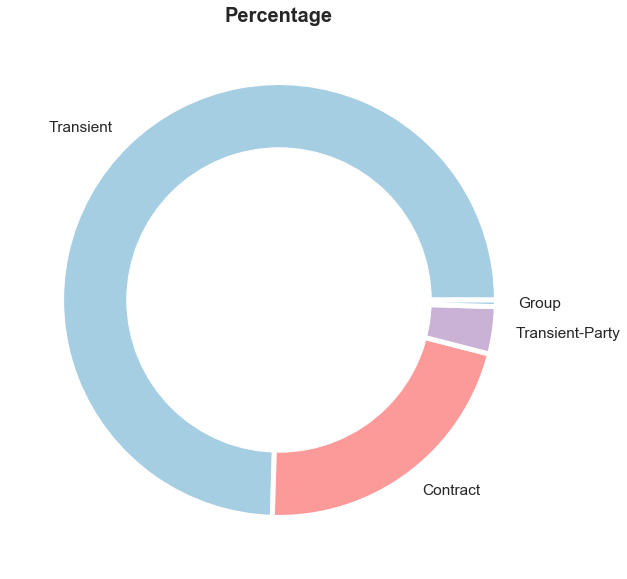 Percentage
Transient
Group
Transient-Party
Contract